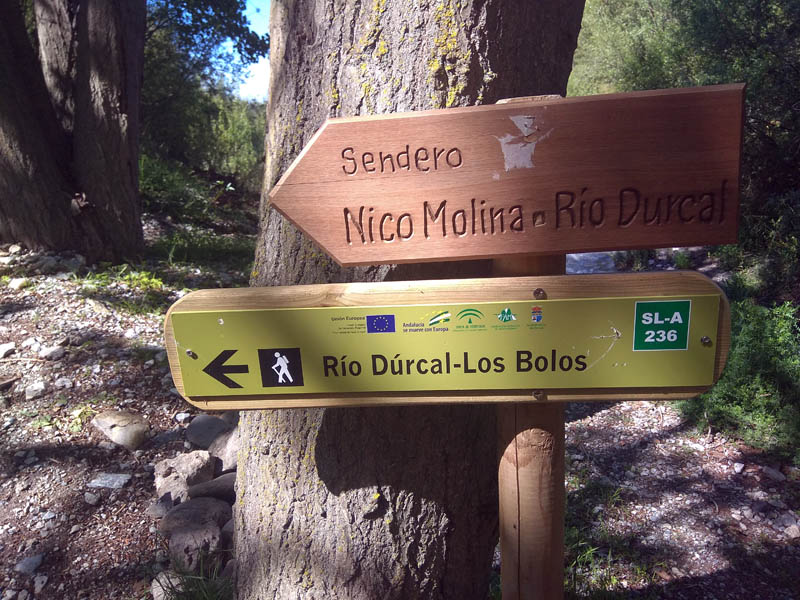 Sendero
Nico Molina - Río Durcal
Unión Europea
Andalucía
se mueve con Europa
SL-A
236
Río Dúrcal-Los Bolos